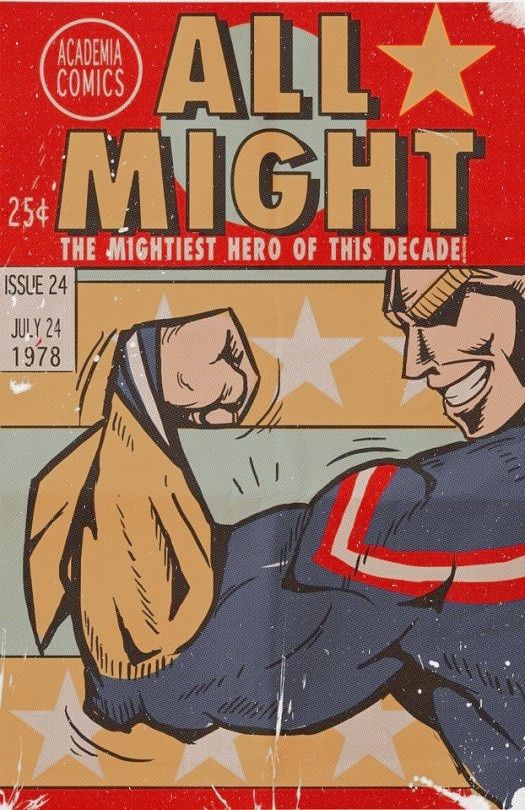 ACADEMIA
COMICS
ALL
MIGHT
25¢
THE MIGHTIEST HERO OF THIS DECADE!
ISSUE 24
JULY 24
1978